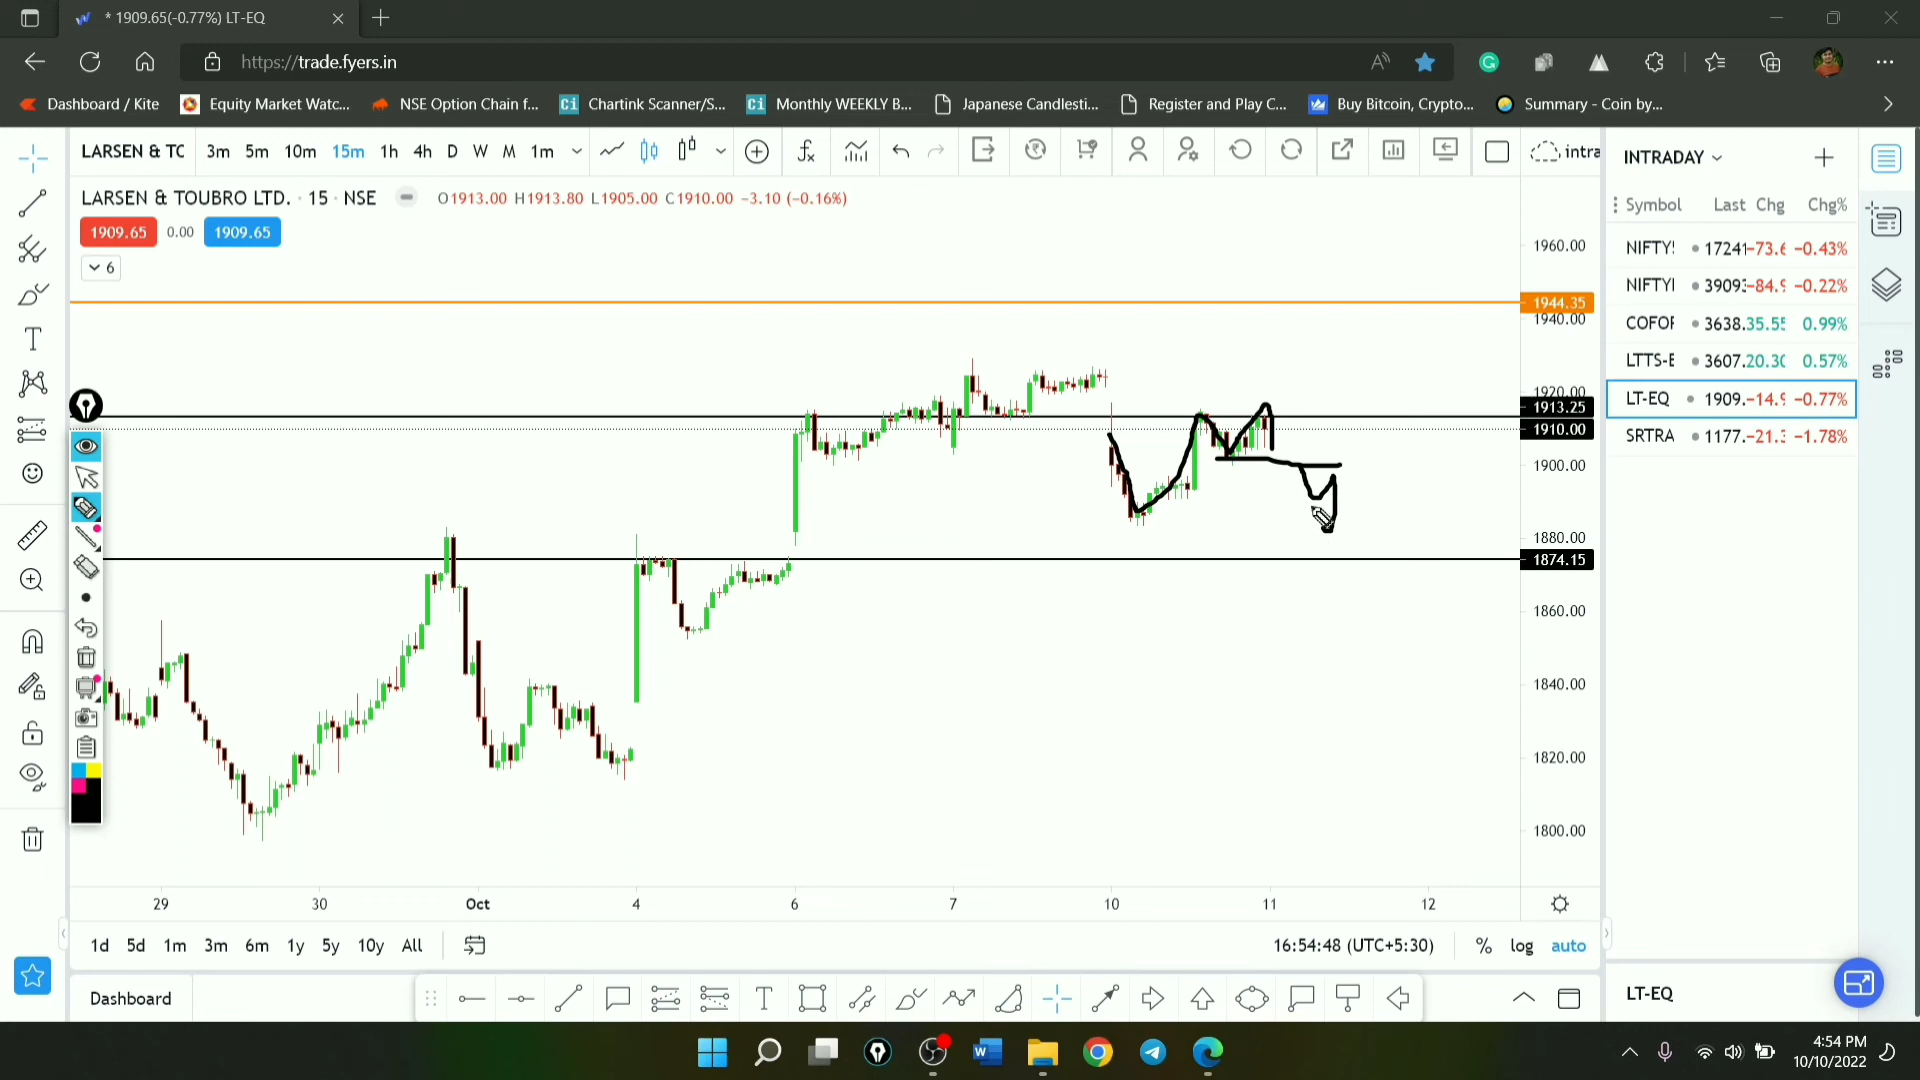 * 1909.65(-0.77%) LT-EQ
https://trade.fyers.in
Dashboard / Kite Equity Market Watc... NSE Option Chain f... Chartink Scanner/S... Monthly WEEKLY B... Japanese Candlesti... Register and Play C... Buy Bitcoin, Crypto... Summary - Coin by...
LARSEN & TO 3m 5m 10m 15m 1h 4h D W M 1m intra
LARSEN & TOUBRO LTD. · 15 · NSE O1913.00 H1913.80 L1905.00 C1910.00 −3.10 (−0.16%)
1909.65 0.00 1909.65
6
1960.00
1944.35
1940.00
1920.00
1913.25
1910.00
1900.00
1880.00
1874.15
1860.00
1840.00
1820.00
1800.00
29 30 Oct 4 6 7 10 11 12
1d 5d 1m 3m 6m 1y 5y 10y All 16:54:48 (UTC+5:30) % log auto
Dashboard
INTRADAY
Symbol Last Chg Chg%
NIFTY 17241 −73.6 −0.43%
NIFTY 39093 −84.9 −0.22%
COFOF 3638. 35.55 0.99%
LTTS-E 3607. 20.30 0.57%
LT-EQ 1909. −14.9 −0.77%
SRTRA 1177. −21.3 −1.78%
LT-EQ
4:54 PM
10/10/2022